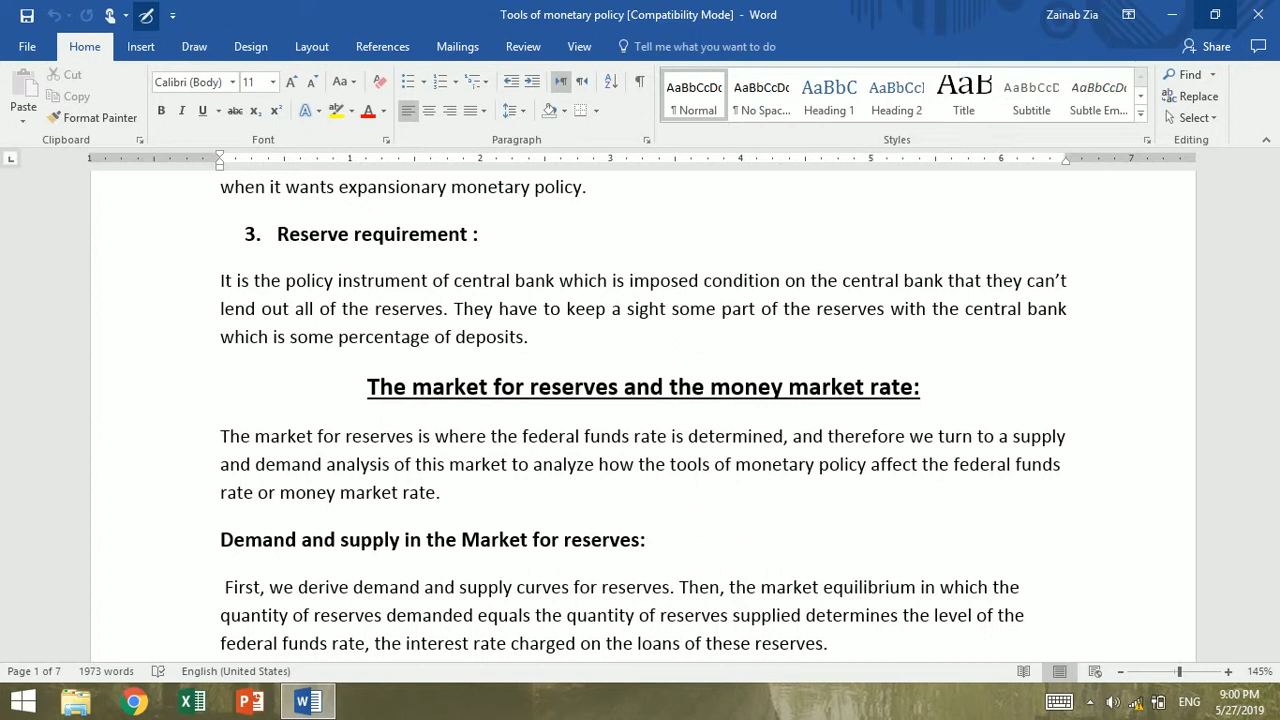 Tools of monetary policy [Compatibility Mode] - Word
Zainab Zia
File Home Insert Draw Design Layout References Mailings Review View Tell me what you want to do Share
Paste
Cut
Copy
Format Painter
Clipboard
Calibri (Body) 11
Font
Paragraph
AaBbCcDc ¶ Normal
AaBbCcDc ¶ No Spac...
AaBbC Heading 1
AaBbCcl Heading 2
AaB Title
AaBbCcD Subtitle
AaBbCcDc Subtle Em...
Styles
Find
Replace
Select
Editing
1 1 2 3 4 5 6 7
when it wants expansionary monetary policy.
3. Reserve requirement :
It is the policy instrument of central bank which is imposed condition on the central bank that they can’t
lend out all of the reserves. They have to keep a sight some part of the reserves with the central bank
which is some percentage of deposits.
The market for reserves and the money market rate:
The market for reserves is where the federal funds rate is determined, and therefore we turn to a supply
and demand analysis of this market to analyze how the tools of monetary policy affect the federal funds
rate or money market rate.
Demand and supply in the Market for reserves:
First, we derive demand and supply curves for reserves. Then, the market equilibrium in which the
quantity of reserves demanded equals the quantity of reserves supplied determines the level of the
federal funds rate, the interest rate charged on the loans of these reserves.
Page 1 of 7 1973 words English (United States) 145%
ENG
9:00 PM
5/27/2019